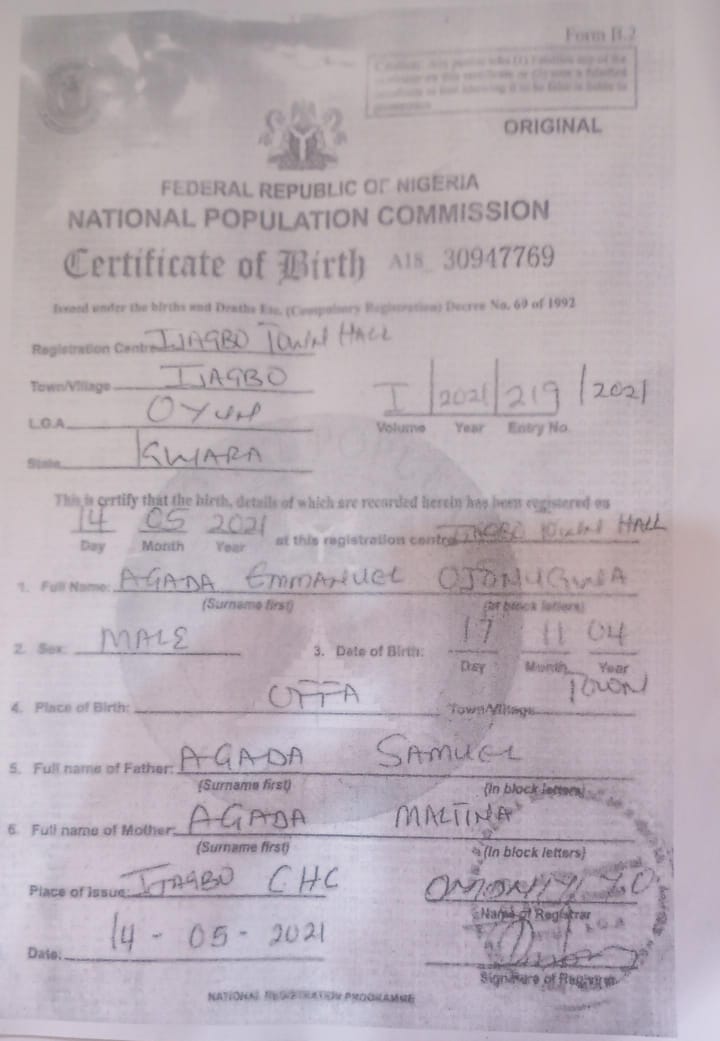 Form B.2
ORIGINAL
FEDERAL REPUBLIC OF NIGERIA
NATIONAL POPULATION COMMISSION
Certificate of Birth A18 30947769
Issued under the births and Deaths Etc. (Compulsory Registration) Decree No. 69 of 1992
Registration Centre IJAGBO TOWN HALL
Town/Village IJAGBO
L.G.A. OYUN
State KWARA
I / 2021 / 219 / 2021
Volume Year Entry No.
This is certify that the birth, details of which are recorded herein has been registered on
14 05 2021 at this registration centre IJAGBO TOWN HALL
Day Month Year
1. Full Name: AGADA EMMANUEL OJONUGWA
(Surname first) (in block letters)
2. Sex: MALE 3. Date of Birth: 17 11 04
Day Month Year
4. Place of Birth: OTTA Town/Village TOWN
5. Full name of Father: AGADA SAMUEL
(Surname first) (In block letters)
6. Full name of Mother: AGADA MALTINA
(Surname first) (In block letters)
Place of Issue: IJAGBO CHC OMONIYI I.O
Name of Registrar
Date: 14 - 05 - 2021
Signature of Registrar
NATIONAL REGISTRATION PROGRAMME